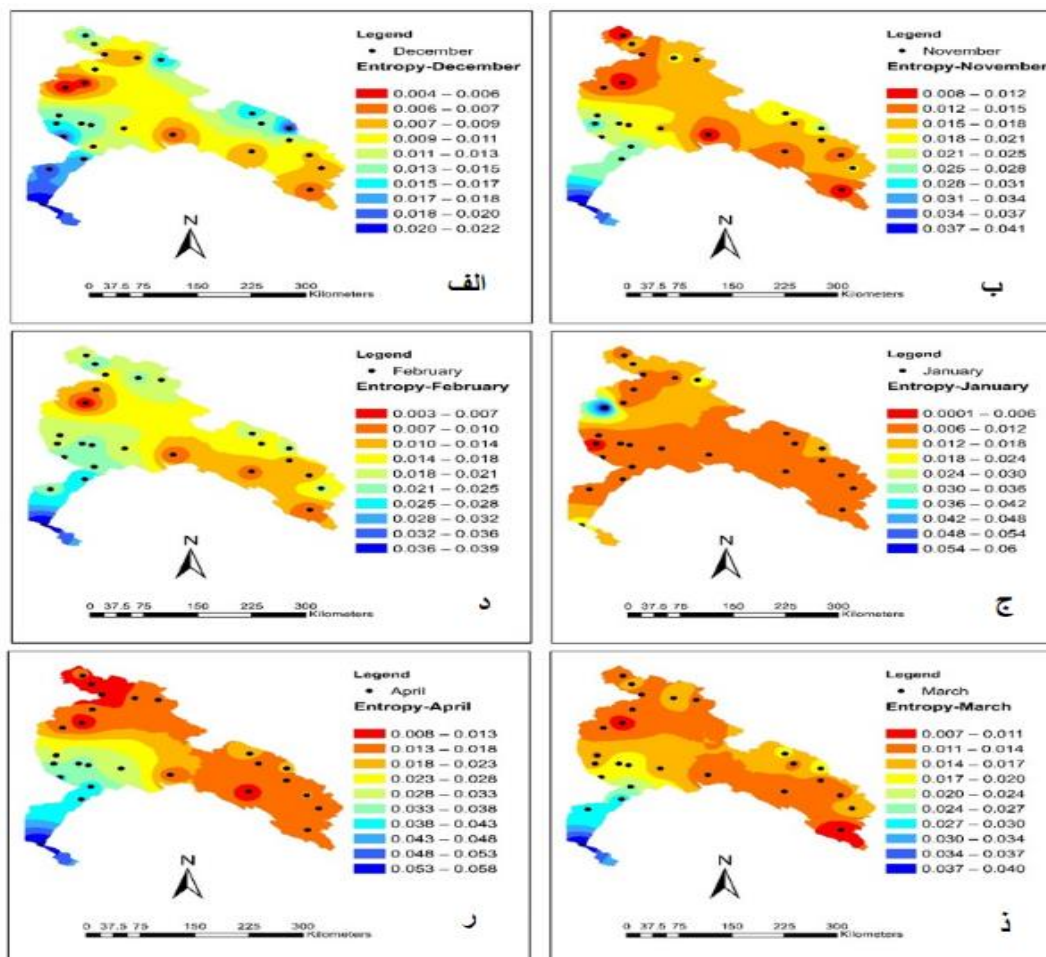 Legend
December
Entropy-December
0.004 – 0.006
0.006 – 0.007
0.007 – 0.009
0.009 – 0.011
0.011 – 0.013
0.013 – 0.015
0.015 – 0.017
0.017 – 0.018
0.018 – 0.020
0.020 – 0.022
N
0 37.5 75 150 225 300
Kilometers
الف
Legend
November
Entropy-November
0.008 – 0.012
0.012 – 0.015
0.015 – 0.018
0.018 – 0.021
0.021 – 0.025
0.025 – 0.028
0.028 – 0.031
0.031 – 0.034
0.034 – 0.037
0.037 – 0.041
N
0 37.5 75 150 225 300
Kilometers
ب
Legend
February
Entropy-February
0.003 – 0.007
0.007 – 0.010
0.010 – 0.014
0.014 – 0.018
0.018 – 0.021
0.021 – 0.025
0.025 – 0.028
0.028 – 0.032
0.032 – 0.036
0.036 – 0.039
N
0 37.5 75 150 225 300
Kilometers
د
Legend
January
Entropy-January
0.0001 – 0.006
0.006 – 0.012
0.012 – 0.018
0.018 – 0.024
0.024 – 0.030
0.030 – 0.036
0.036 – 0.042
0.042 – 0.048
0.048 – 0.054
0.054 – 0.06
N
0 37.5 75 150 225 300
Kilometers
ج
Legend
April
Entropy-April
0.008 – 0.013
0.013 – 0.018
0.018 – 0.023
0.023 – 0.028
0.028 – 0.033
0.033 – 0.038
0.038 – 0.043
0.043 – 0.048
0.048 – 0.053
0.053 – 0.058
N
0 37.5 75 150 225 300
Kilometers
ر
Legend
March
Entropy-March
0.007 – 0.011
0.011 – 0.014
0.014 – 0.017
0.017 – 0.020
0.020 – 0.024
0.024 – 0.027
0.027 – 0.030
0.030 – 0.034
0.034 – 0.037
0.037 – 0.040
N
0 37.5 75 150 225 300
Kilometers
ذ